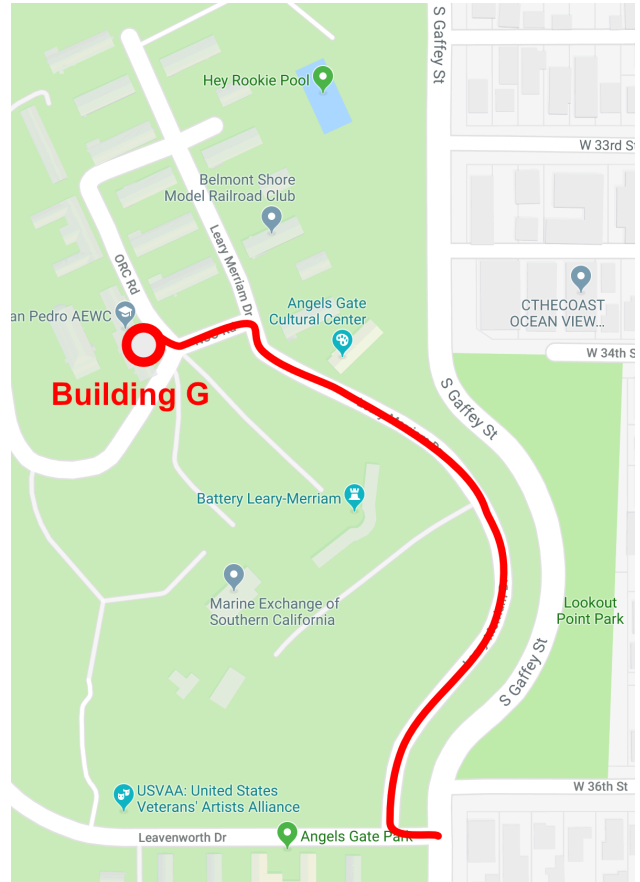 S Gaffey St
Hey Rookie Pool
W 33rd St
Belmont Shore
Model Railroad Club
ORC Rd
Leary Merriam Dr
an Pedro AEWC
Angels Gate
Cultural Center
CTHECOAST
OCEAN VIEW...
W 34th S
Building G
S Gaffey St
Battery Leary-Merriam
Marine Exchange of
Southern California
Lookout
Point Park
S Gaffey St
W 36th St
USVAA: United States
Veterans' Artists Alliance
Leavenworth Dr
Angels Gate Park